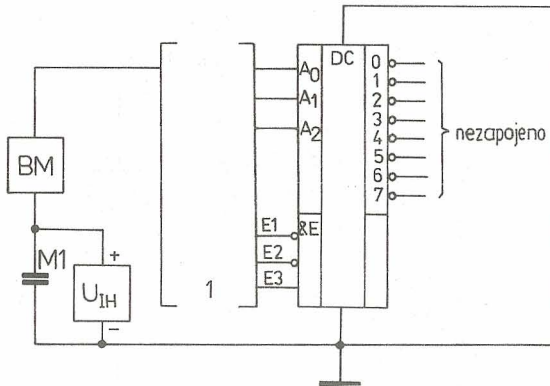 DC
A0
A1
A2
0
1
2
3
4
5
6
7
nezapojeno
BM
&E
E1
E2
E3
M1
+
UIH
−
1